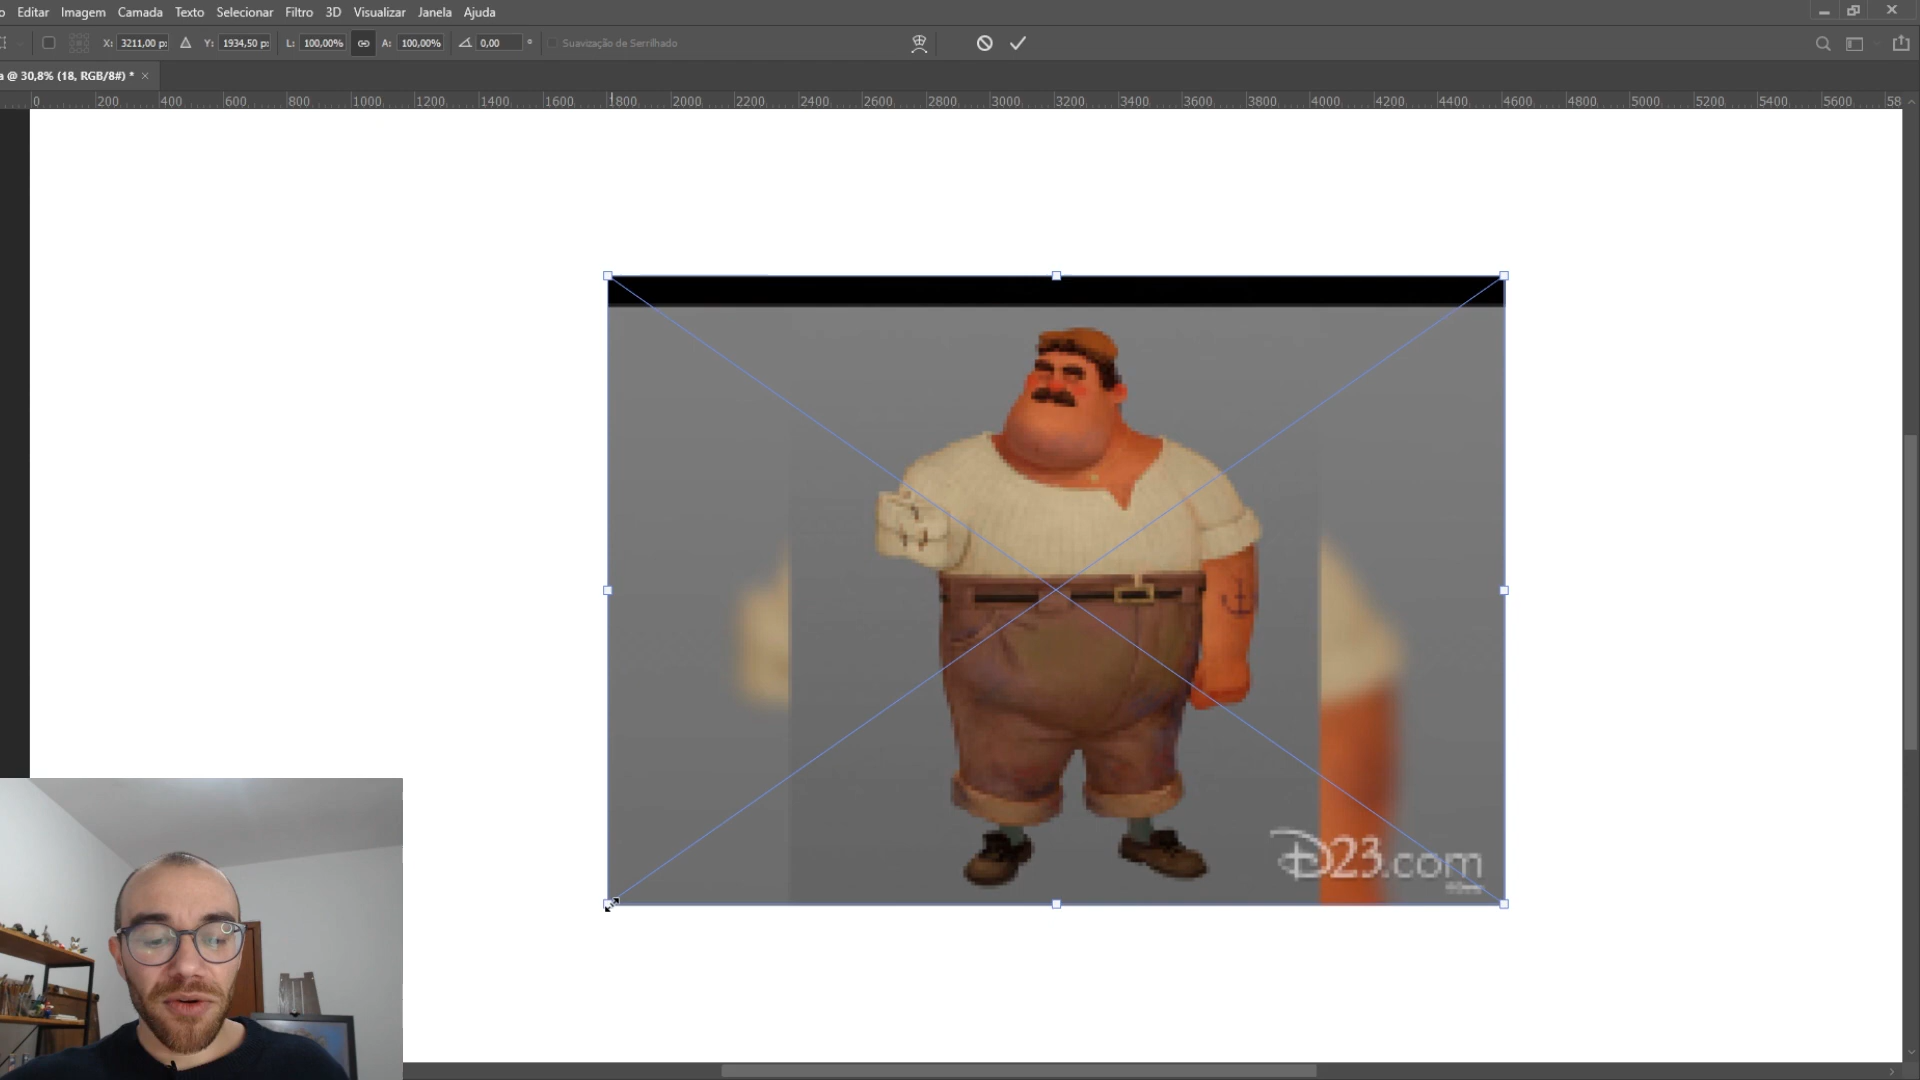 Editar Imagem Camada Texto Selecionar Filtro 3D Visualizar Janela Ajuda
X: 3211,00 px Y: 1934,50 px L: 100,00% A: 100,00% 0,00 ° Suavização de Serrilhado
a @ 30,8% (18, RGB/8#) * ×
0 200 400 600 800 1000 1200 1400 1600 1800 2000 2200 2400 2600 2800 3000 3200 3400 3600 3800 4000 4200 4400 4600 4800 5000 5200 5400 5600 58
D23.com